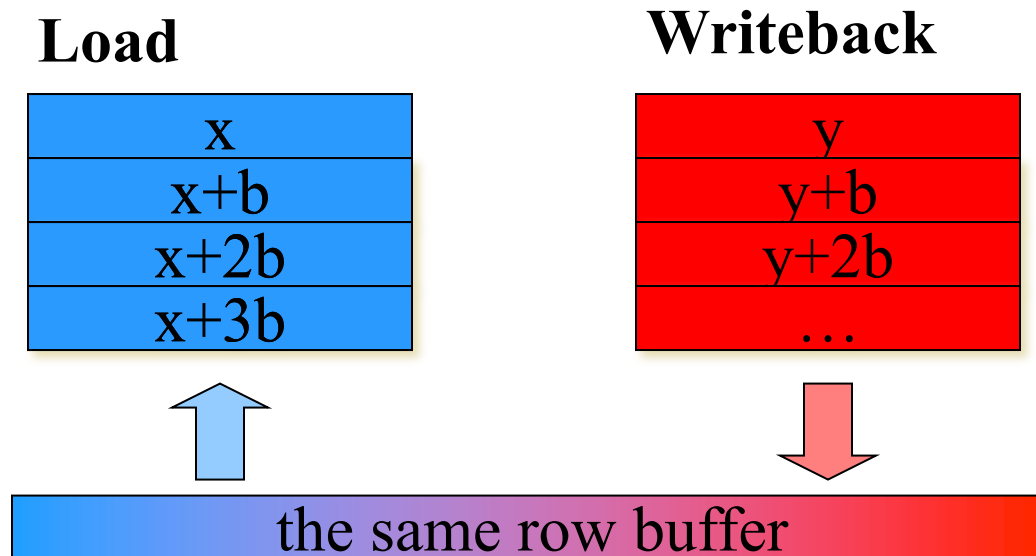 Load
x
x+b
x+2b
x+3b
Writeback
y
y+b
y+2b
…
the same row buffer